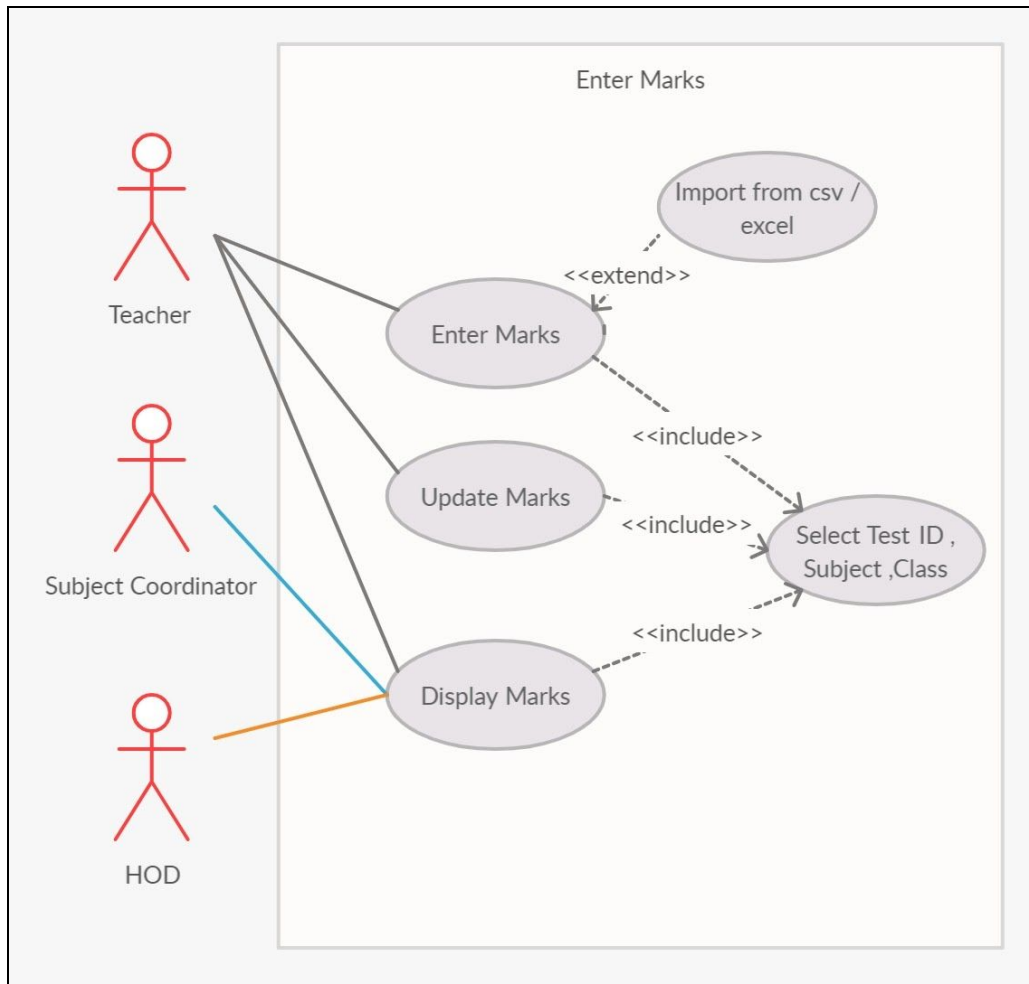 Enter Marks
Import from csv /
excel
<<extend>>
Teacher
Enter Marks
<<include>>
Update Marks
<<include>>
Select Test ID ,
Subject ,Class
Subject Coordinator
<<include>>
Display Marks
HOD